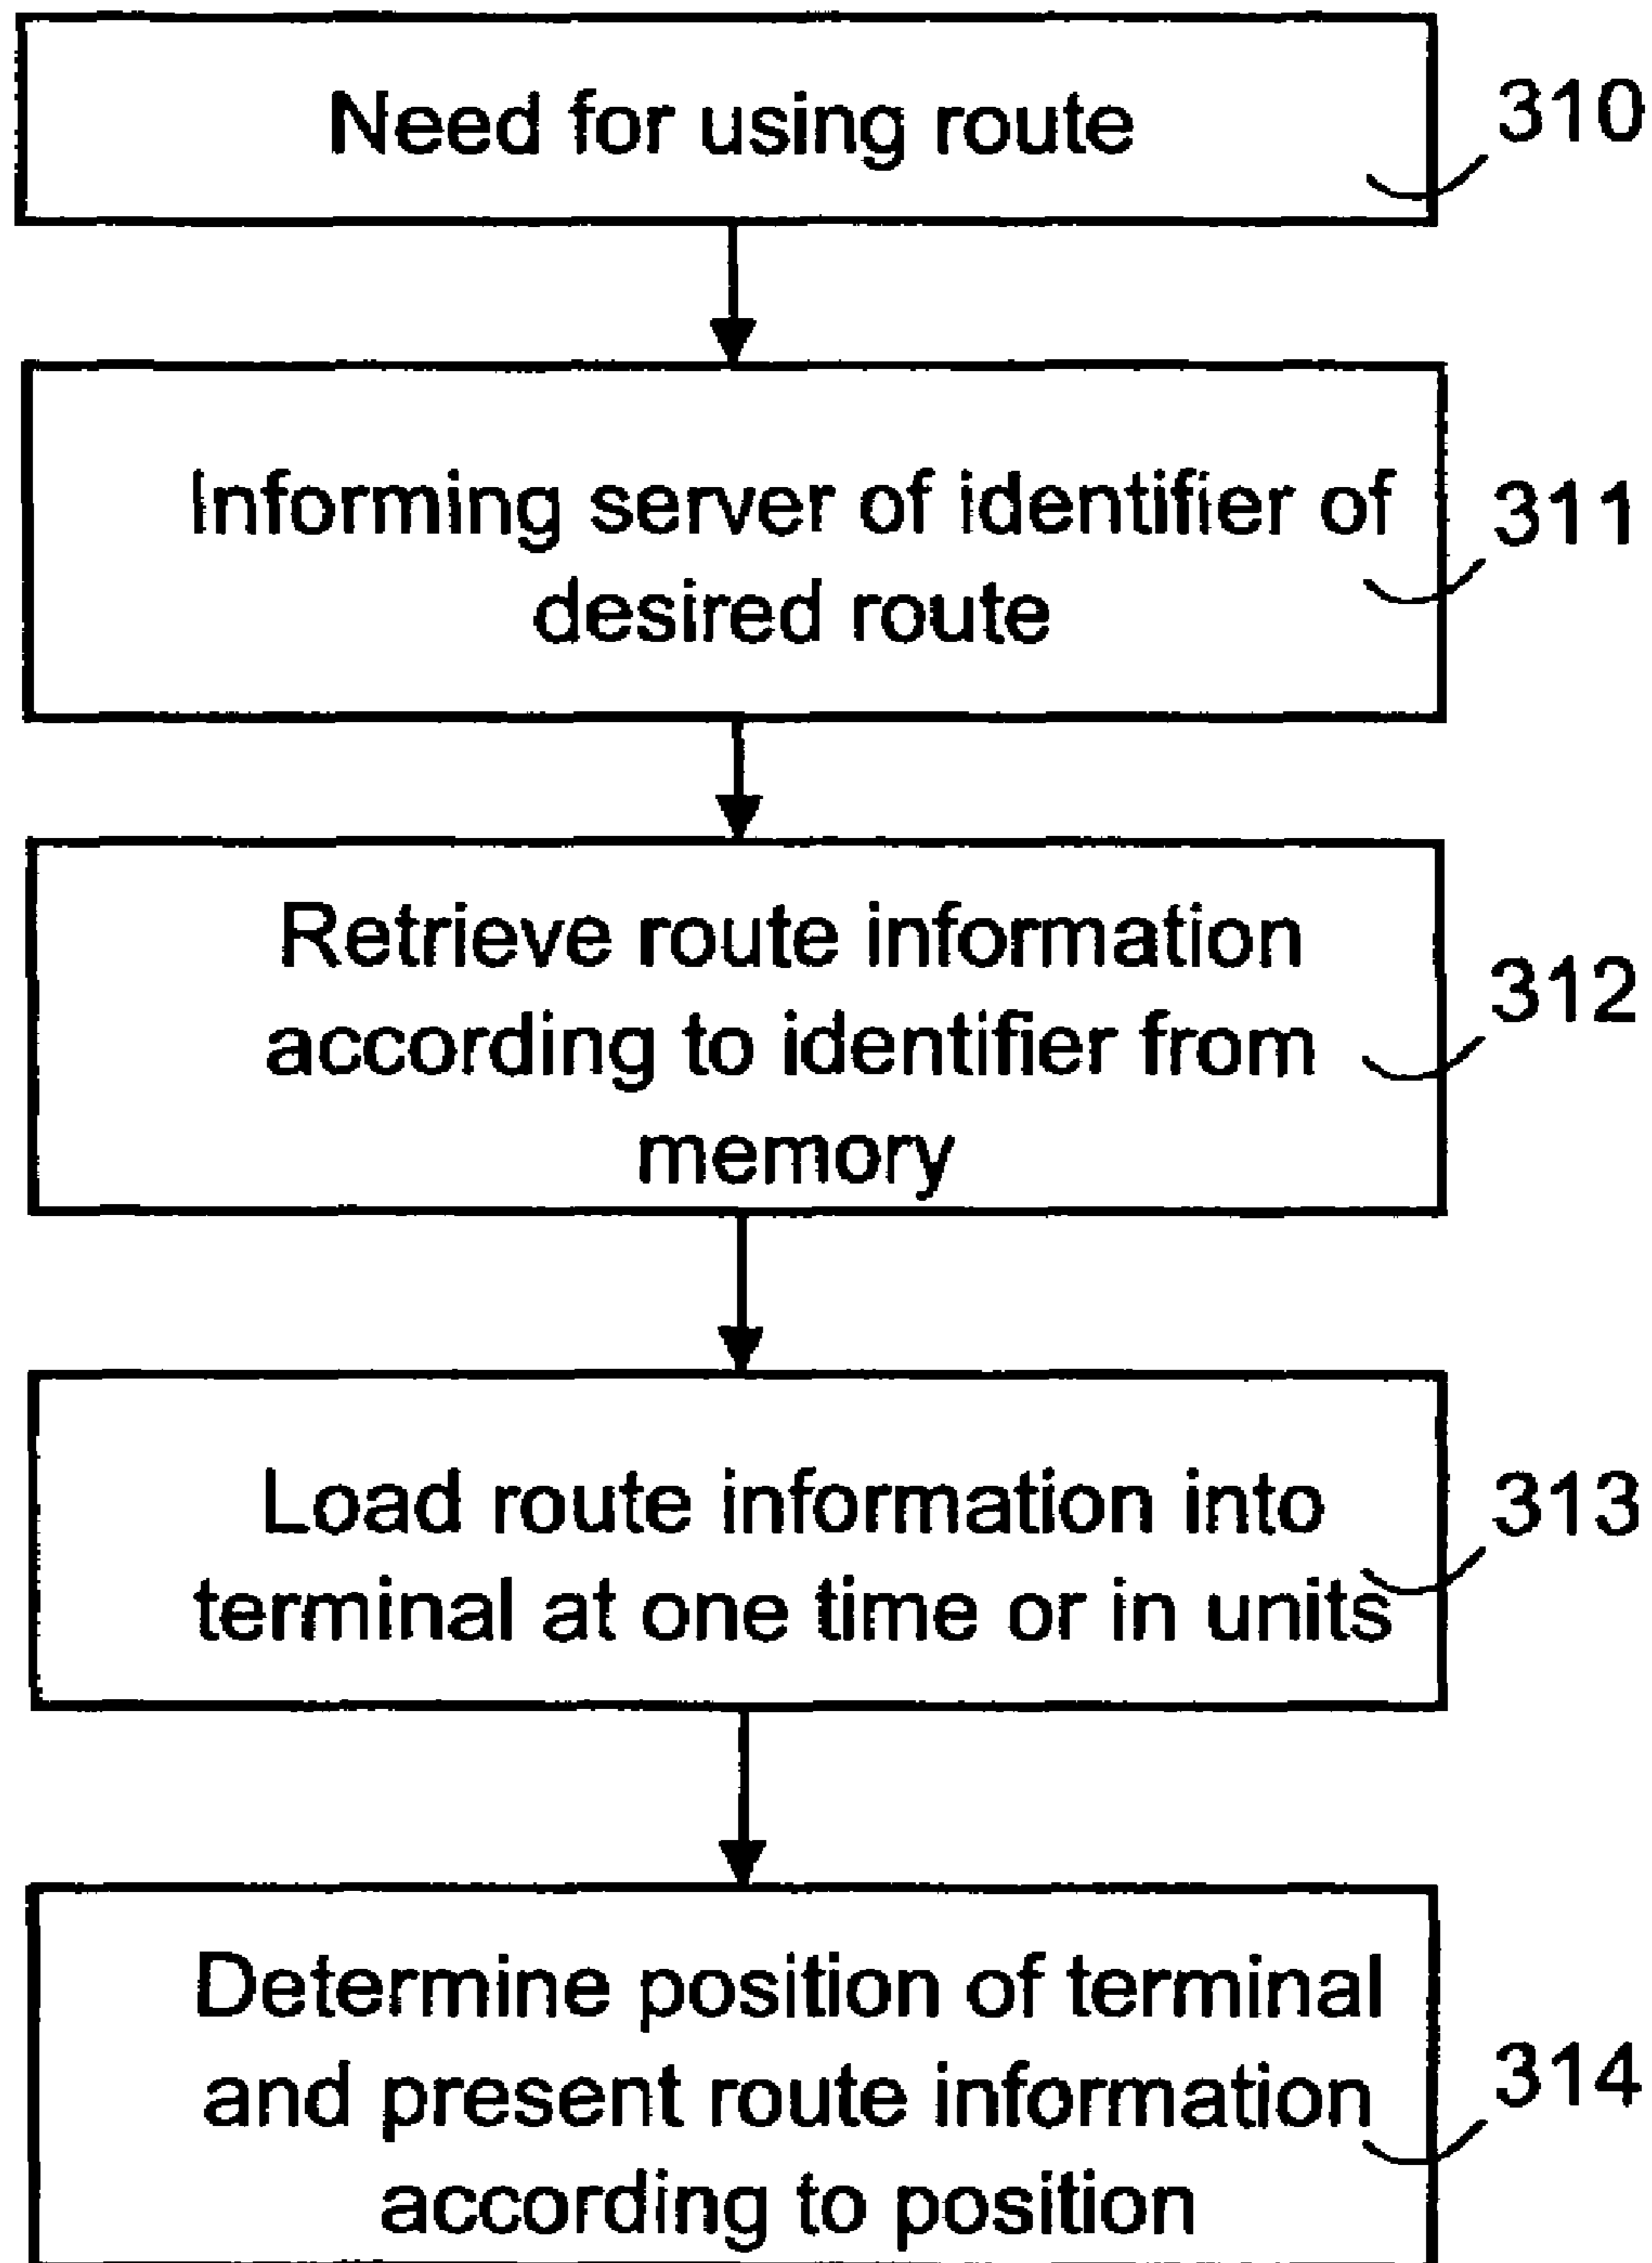 Need for using route
310
Informing server of identifier of
desired route
311
Retrieve route information
according to identifier from
memory
312
Load route information into
terminal at one time or in units
313
Determine position of terminal
and present route information
according to position
314